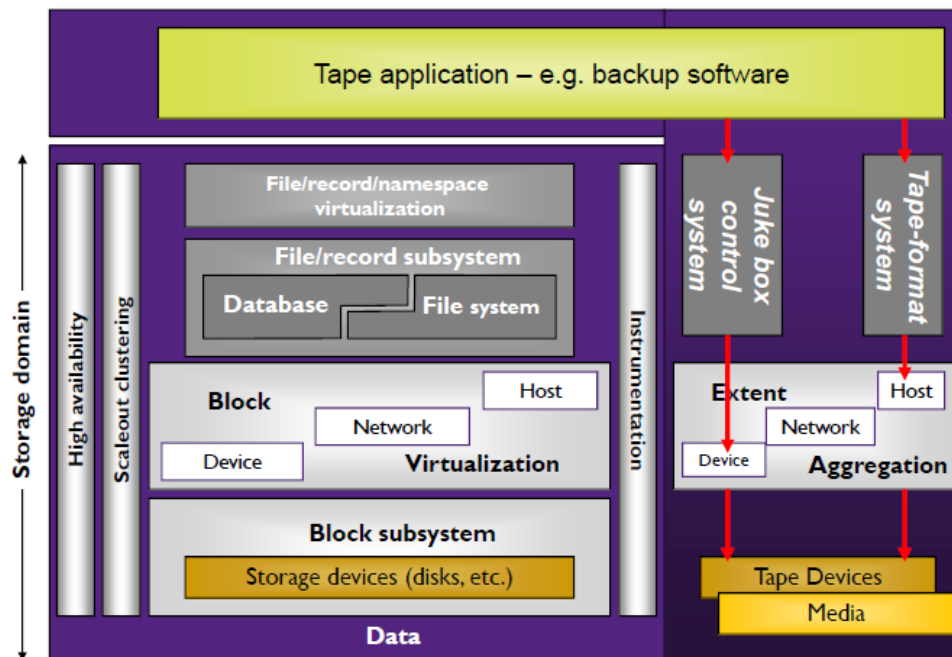 Tape application – e.g. backup software
Storage domain
High availability
Scaleout clustering
File/record/namespace
virtualization
File/record subsystem
Database
File system
Block
Host
Network
Device
Virtualization
Block subsystem
Storage devices (disks, etc.)
Instrumentation
Data
Juke box
control
system
Tape-format
system
Extent
Host
Network
Device
Aggregation
Tape Devices
Media